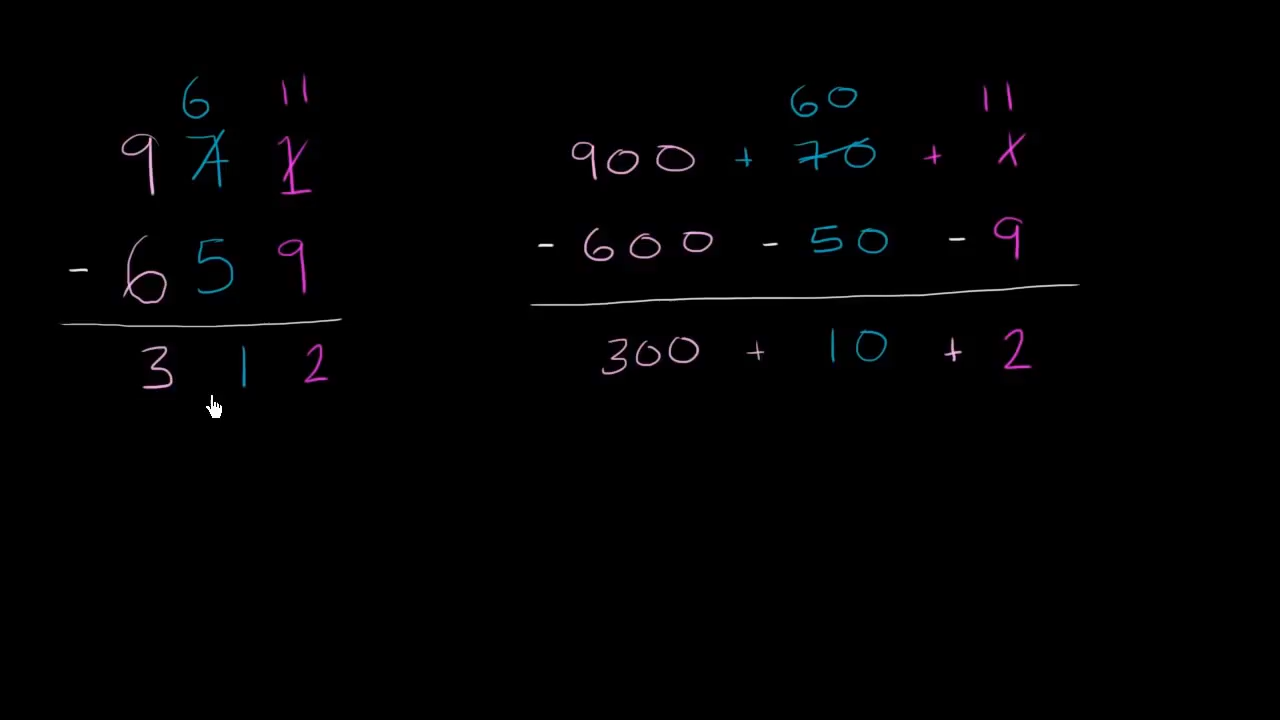 6 11
9 7 1
- 6 5 9
3 1 2
60 11
900 + 70 + 1
- 600 - 50 - 9
300 + 10 + 2